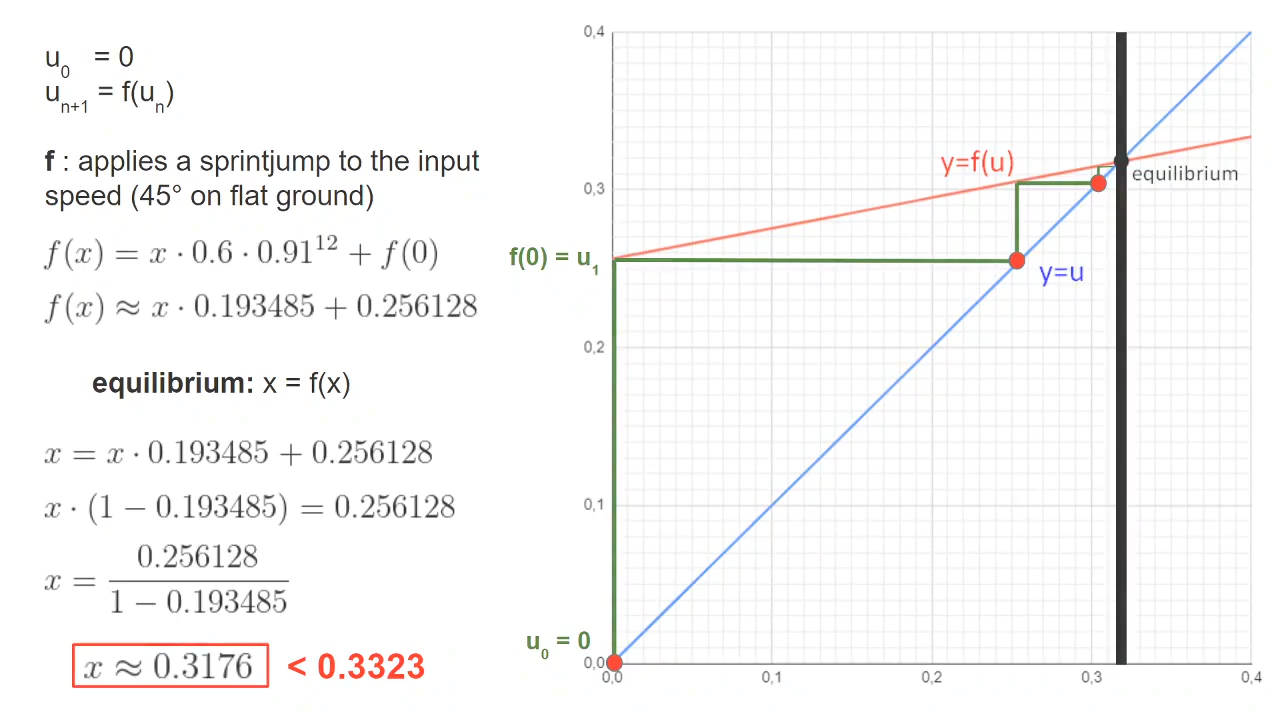 u₀ = 0
uₙ₊₁ = f(uₙ)
f : applies a sprintjump to the input
speed (45° on flat ground)
f(x) = x · 0.6 · 0.91¹² + f(0)
f(x) ≈ x · 0.193485 + 0.256128
equilibrium: x = f(x)
x = x · 0.193485 + 0.256128
x · (1 − 0.193485) = 0.256128
x = 0.256128 / 1 − 0.193485
x ≈ 0.3176 < 0.3323
0,4
0,3
0,2
0,1
0,0
y=f(u)
equilibrium
f(0) = u₁
y=u
u₀ = 0
0,0 0,1 0,2 0,3 0,4